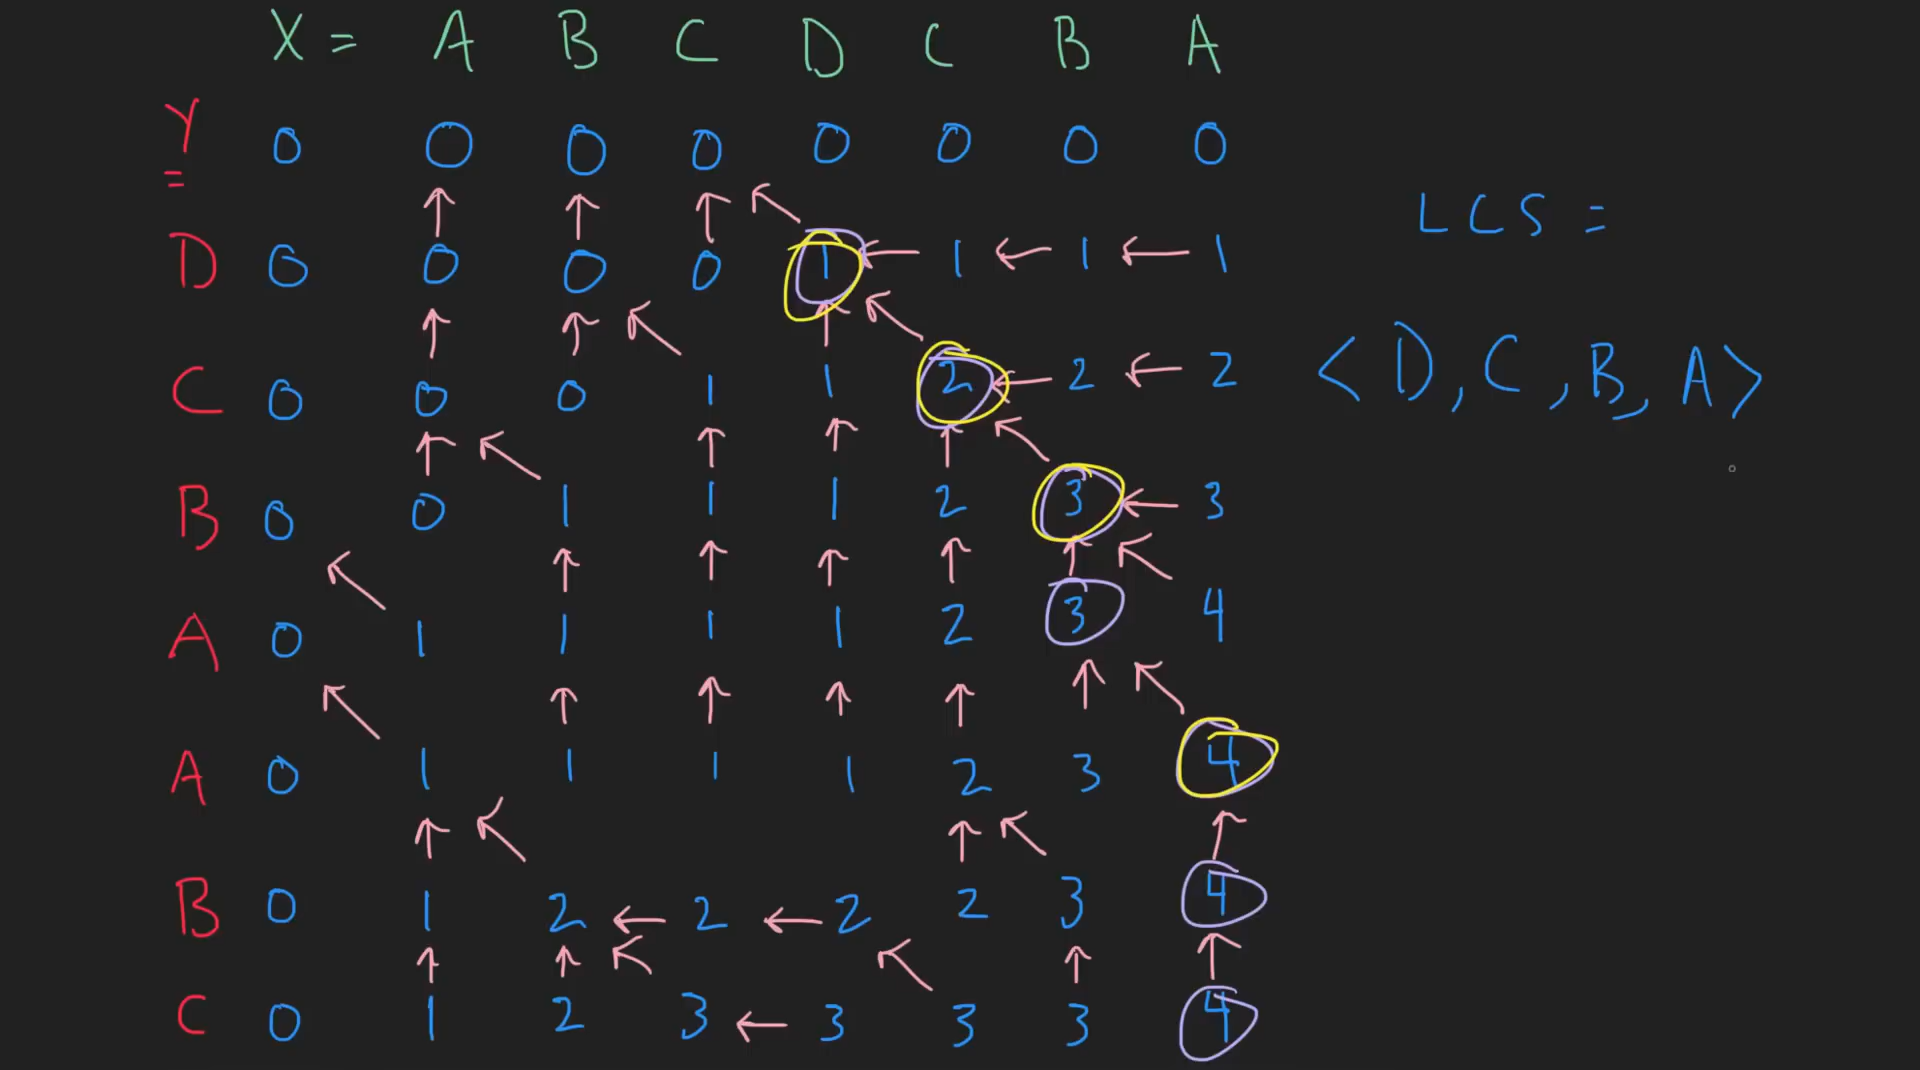 X = A B C D C B A
Y = 0 0 0 0 0 0 0 0
D 0 0 0 0 1 1 1 1
C 0 0 0 1 1 2 2 2
B 0 0 1 1 1 2 3 3
A 0 1 1 1 1 2 3 4
A 0 1 1 1 1 2 3 4
B 0 1 2 2 2 2 3 4
C 0 1 2 3 3 3 3 4
LCS =
<D, C, B, A>